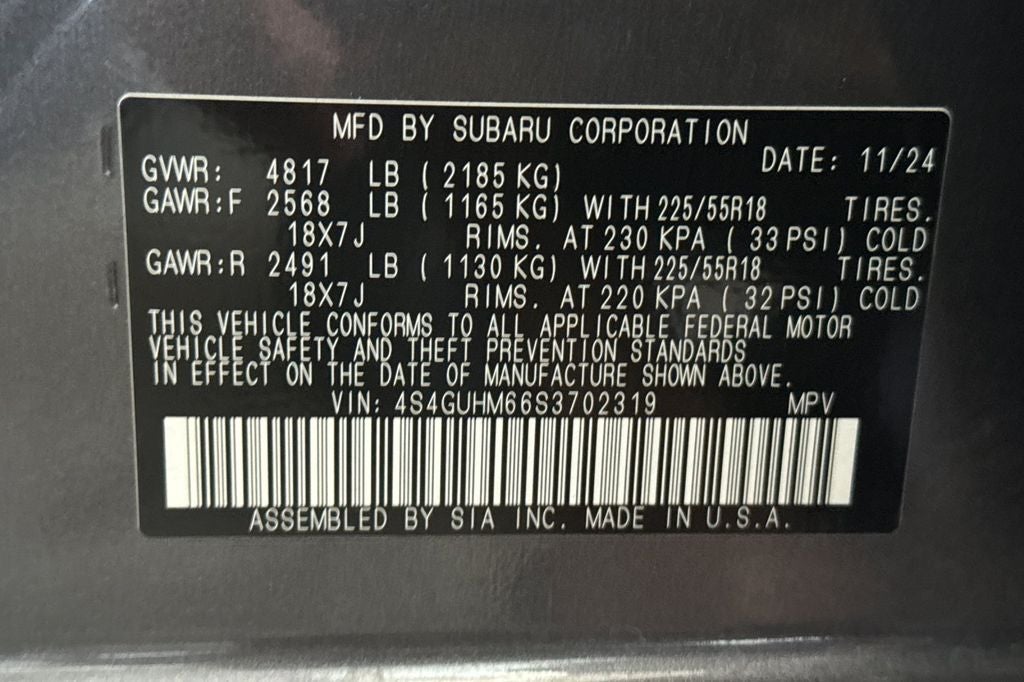 MFD BY SUBARU CORPORATION
DATE: 11/24
GVWR: 4817 LB ( 2185 KG)
GAWR:F 2568 LB ( 1165 KG) WITH 225/55R18 TIRES.
18X7J RIMS. AT 230 KPA ( 33 PSI) COLD
GAWR:R 2491 LB ( 1130 KG) WITH 225/55R18 TIRES.
18X7J RIMS. AT 220 KPA ( 32 PSI) COLD
THIS VEHICLE CONFORMS TO ALL APPLICABLE FEDERAL MOTOR
VEHICLE SAFETY AND THEFT PREVENTION STANDARDS
IN EFFECT ON THE DATE OF MANUFACTURE SHOWN ABOVE.
VIN: 4S4GUHM66S3702319 MPV
ASSEMBLED BY SIA INC. MADE IN U.S.A.